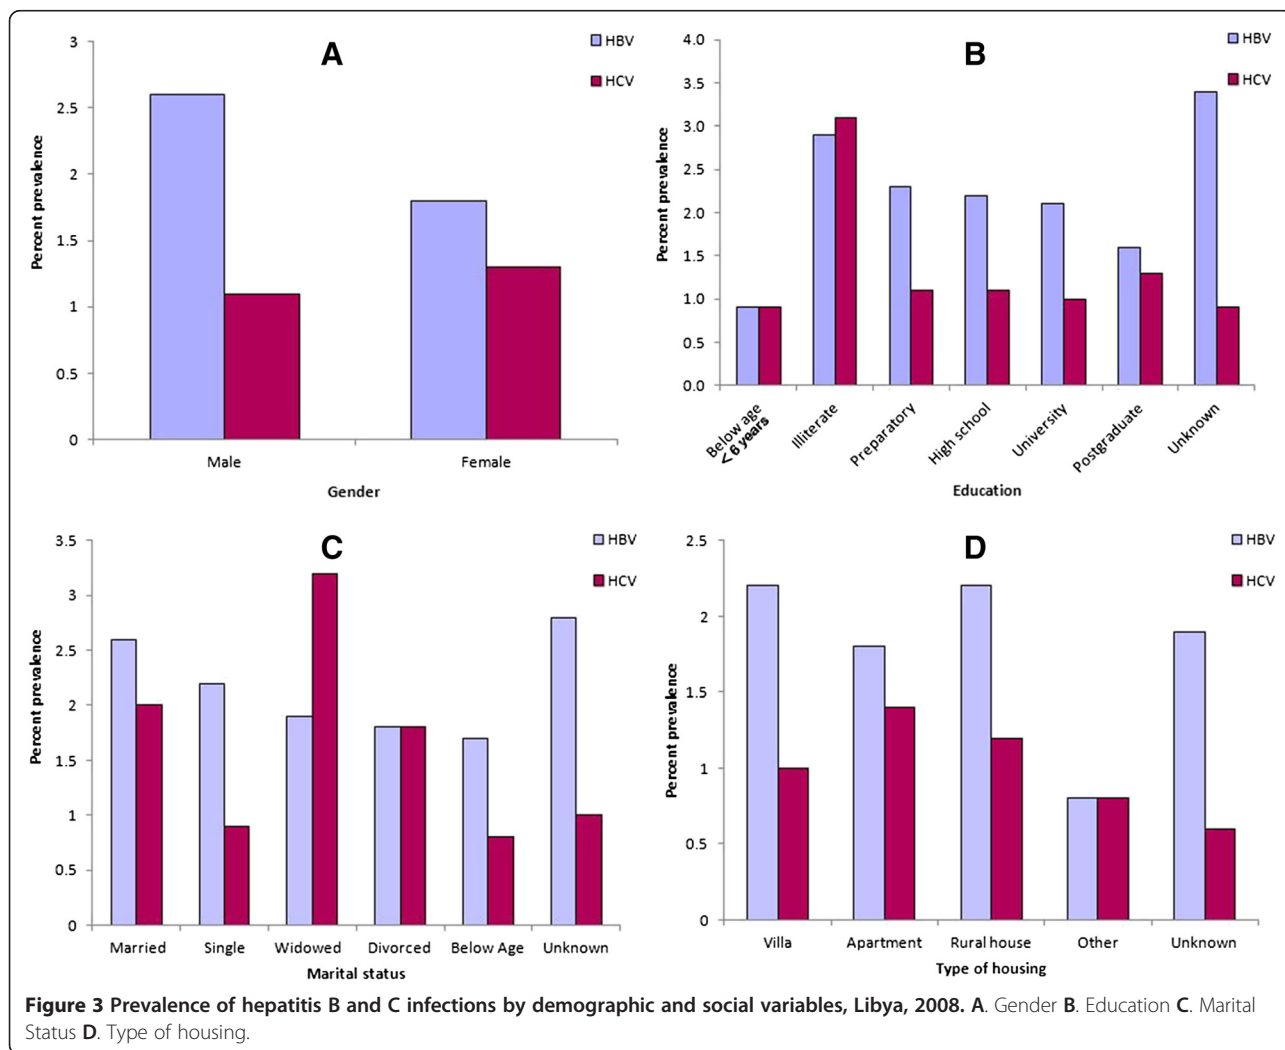 A
HBV
HCV
3
2.5
2
1.5
1
0.5
0
Percent prevalence
Male
Female
Gender
B
HBV
HCV
4.0
3.5
3.0
2.5
2.0
1.5
1.0
0.5
0.0
Percent prevalence
Below age
< 6 years
Illiterate
Preparatory
High school
University
Postgraduate
Unknown
Education
C
HBV
HCV
3.5
3
2.5
2
1.5
1
0.5
0
Percent prevalence
Married
Single
Widowed
Divorced
Below Age
Unknown
Marital status
D
HBV
HCV
2.5
2
1.5
1
0.5
0
Percent prevalence
Villa
Apartment
Rural house
Other
Unknown
Type of housing
Figure 3 Prevalence of hepatitis B and C infections by demographic and social variables, Libya, 2008. A. Gender B. Education C. Marital
Status D. Type of housing.